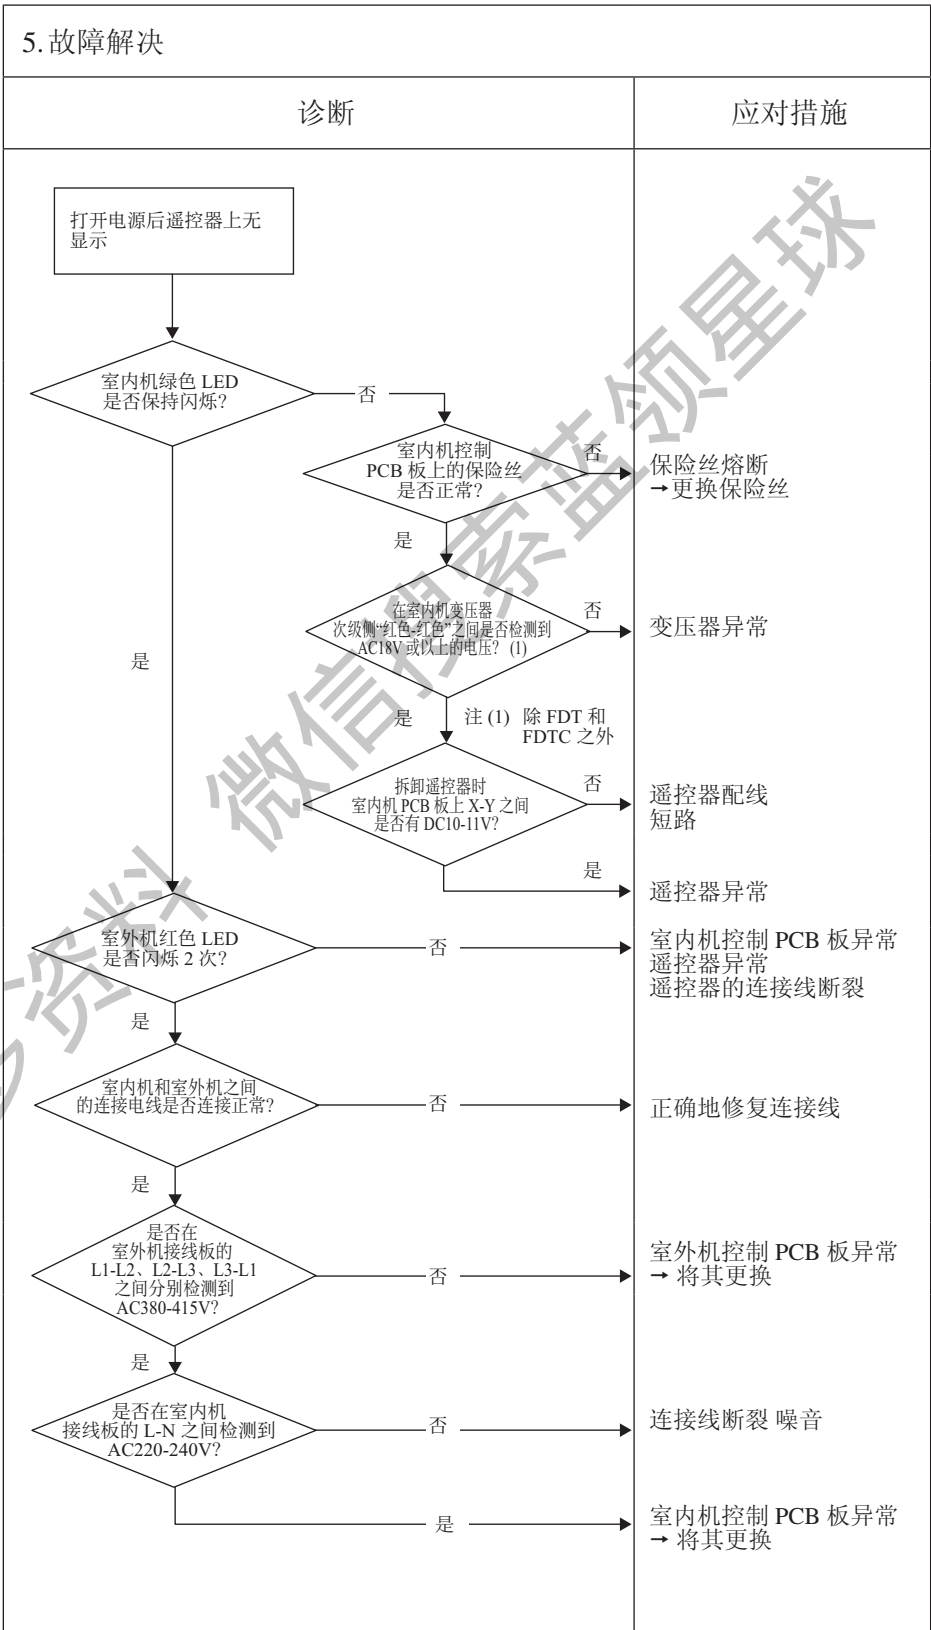 5.故障解决
诊断
应对措施
打开电源后遥控器上无
显示
室内机绿色 LED
是否保持闪烁?
否
室内机控制
PCB 板上的保险丝
是否正常?
否
保险丝熔断
→更换保险丝
是
在室内机变压器
次级侧“红色-红色”之间是否检测到
AC18V 或以上的电压? (1)
否
变压器异常
是
是
注 (1) 除 FDT 和
FDTC 之外
拆卸遥控器时
室内机 PCB 板上 X-Y 之间
是否有 DC10-11V?
否
遥控器配线
短路
是
遥控器异常
室外机红色 LED
是否闪烁 2 次?
否
室内机控制 PCB 板异常
遥控器异常
遥控器的连接线断裂
是
室内机和室外机之间
的连接电线是否连接正常?
否
正确地修复连接线
是
是否在
室外机接线板的
L1-L2、L2-L3、L3-L1
之间分别检测到
AC380-415V?
否
室外机控制 PCB 板异常
→ 将其更换
是
是否在室内机
接线板的 L-N 之间检测到
AC220-240V?
否
连接线断裂 噪音
是
室内机控制 PCB 板异常
→ 将其更换
多资料 微信搜索蓝领星球